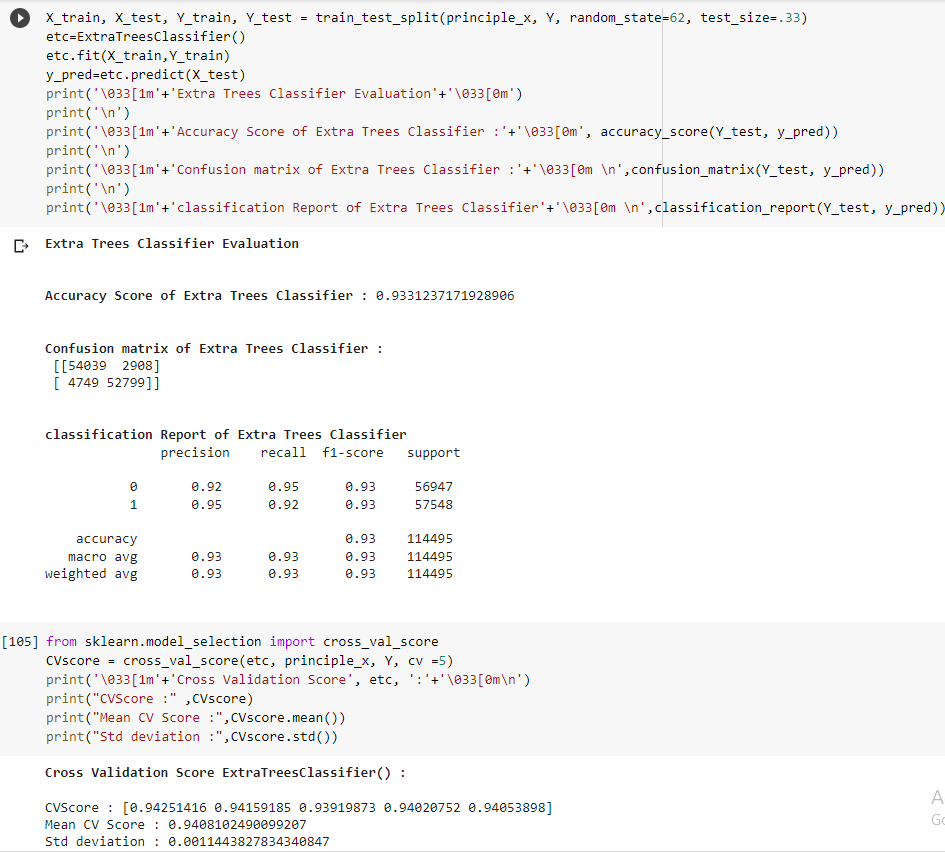 X_train, X_test, Y_train, Y_test = train_test_split(principle_x, Y, random_state=62, test_size=.33)
etc=ExtraTreesClassifier()
etc.fit(X_train,Y_train)
y_pred=etc.predict(X_test)
print('\033[1m'+'Extra Trees Classifier Evaluation'+'\033[0m')
print('\n')
print('\033[1m'+'Accuracy Score of Extra Trees Classifier :'+'\033[0m', accuracy_score(Y_test, y_pred))
print('\n')
print('\033[1m'+'Confusion matrix of Extra Trees Classifier :'+'\033[0m \n',confusion_matrix(Y_test, y_pred))
print('\n')
print('\033[1m'+'classification Report of Extra Trees Classifier'+'\033[0m \n',classification_report(Y_test, y_pred))
Extra Trees Classifier Evaluation
Accuracy Score of Extra Trees Classifier : 0.9331237171928906
Confusion matrix of Extra Trees Classifier :
[[54039 2908]
[ 4749 52799]]
classification Report of Extra Trees Classifier
precision recall f1-score support
0 0.92 0.95 0.93 56947
1 0.95 0.92 0.93 57548
accuracy 0.93 114495
macro avg 0.93 0.93 0.93 114495
weighted avg 0.93 0.93 0.93 114495
[105] from sklearn.model_selection import cross_val_score
CVscore = cross_val_score(etc, principle_x, Y, cv =5)
print('\033[1m'+'Cross Validation Score', etc, ':'+'\033[0m\n')
print("CVScore :" ,CVscore)
print("Mean CV Score :",CVscore.mean())
print("Std deviation :",CVscore.std())
Cross Validation Score ExtraTreesClassifier() :
CVScore : [0.94251416 0.94159185 0.93919873 0.94020752 0.94053898]
Mean CV Score : 0.9408102490099207
Std deviation : 0.0011443827834340847